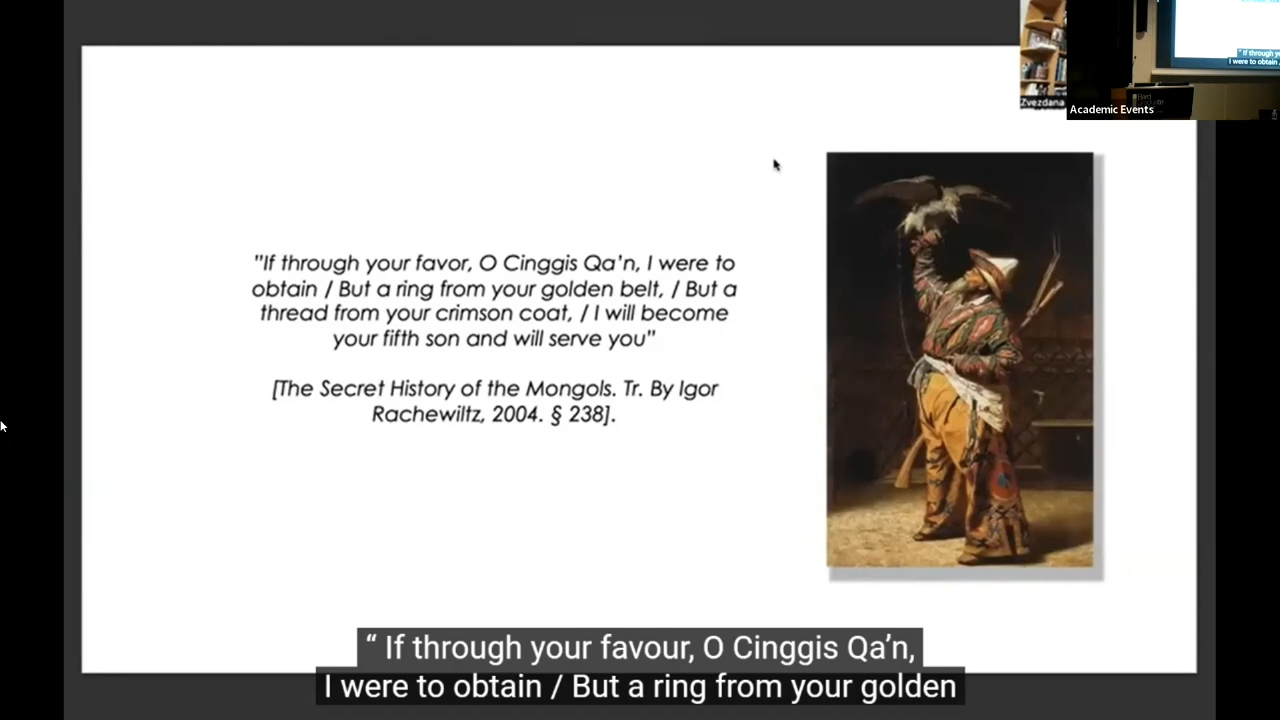 Zvezdana
Academic Events
"If through your favor, O Cinggis Qa'n, I were to
obtain / But a ring from your golden belt, / But a
thread from your crimson coat, / I will become
your fifth son and will serve you"
[The Secret History of the Mongols. Tr. By Igor
Rachewiltz, 2004. § 238].
“ If through your favour, O Cinggis Qa’n,
I were to obtain / But a ring from your golden